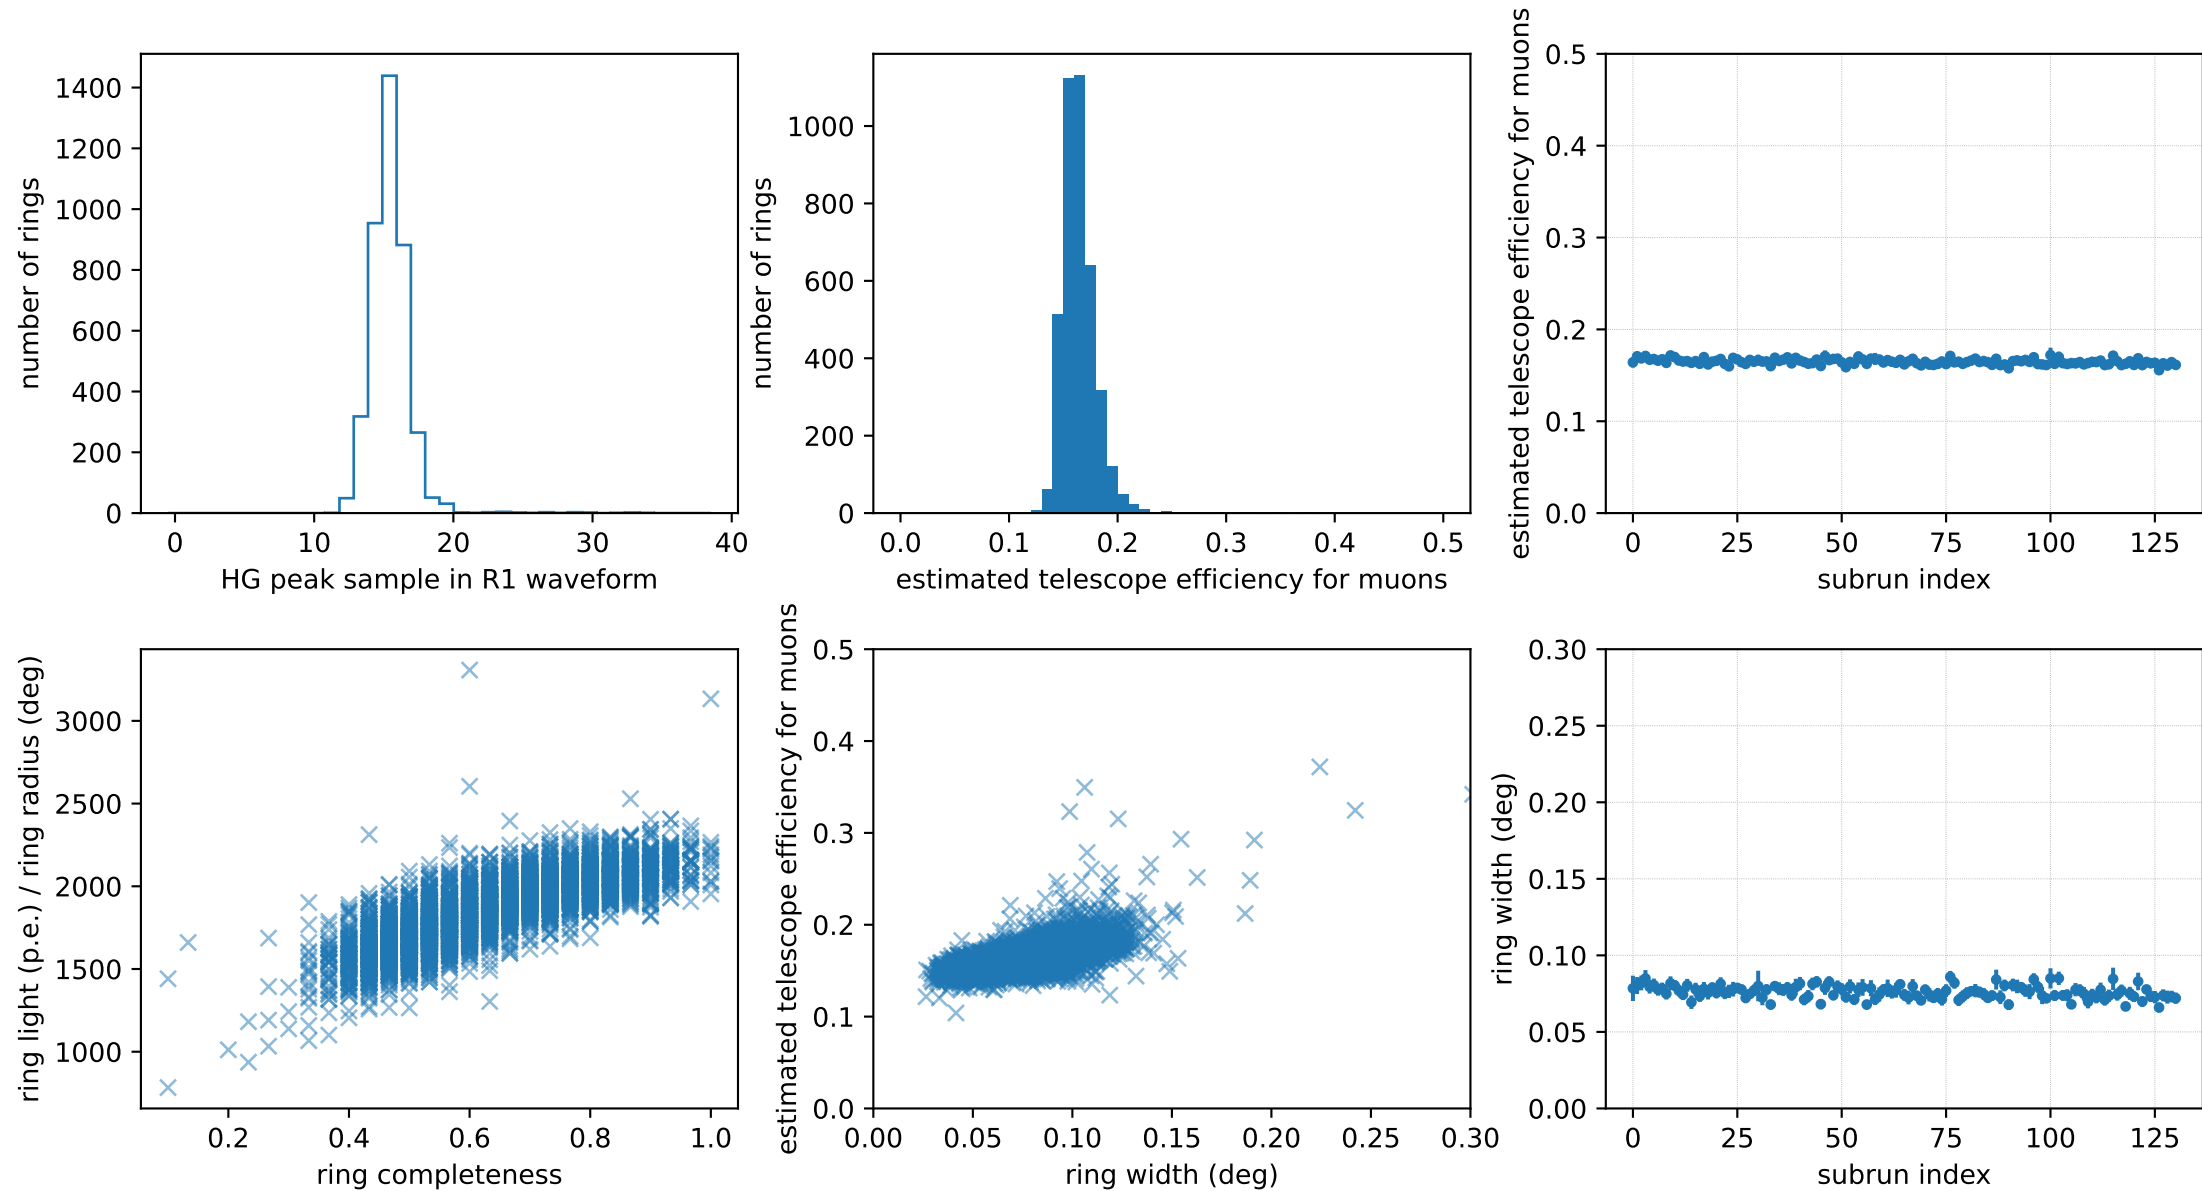 number of rings
1400
1200
1000
800
600
400
200
0
0 10 20 30 40
HG peak sample in R1 waveform
number of rings
1000
800
600
400
200
0
0.0 0.1 0.2 0.3 0.4 0.5
estimated telescope efficiency for muons
estimated telescope efficiency for muons
0.5
0.4
0.3
0.2
0.1
0.0
0 25 50 75 100 125
subrun index
ring light (p.e.) / ring radius (deg)
3000
2500
2000
1500
1000
0.2 0.4 0.6 0.8 1.0
ring completeness
estimated telescope efficiency for muons
0.5
0.4
0.3
0.2
0.1
0.0
0.00 0.05 0.10 0.15 0.20 0.25 0.30
ring width (deg)
ring width (deg)
0.30
0.25
0.20
0.15
0.10
0.05
0.00
0 25 50 75 100 125
subrun index